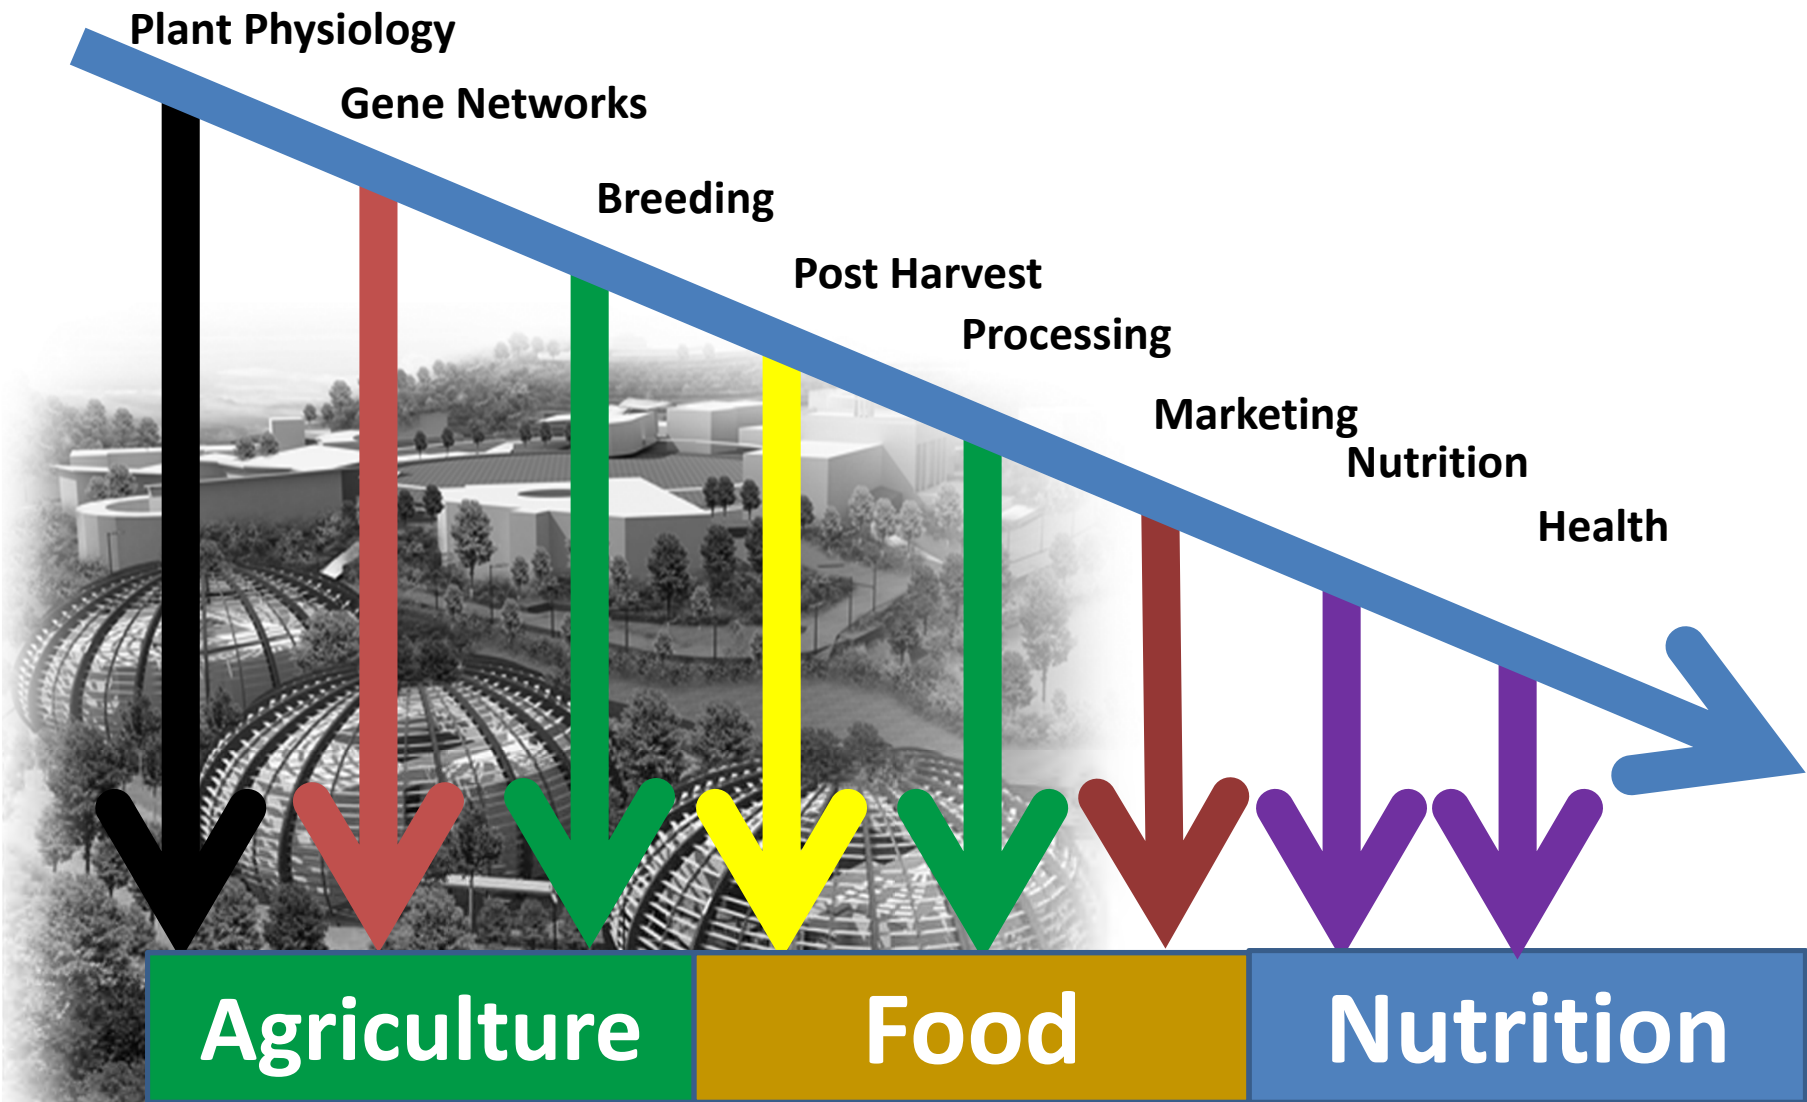 Plant Physiology
Gene Networks
Breeding
Post Harvest
Processing
Marketing
Nutrition
Health
Agriculture
Food
Nutrition